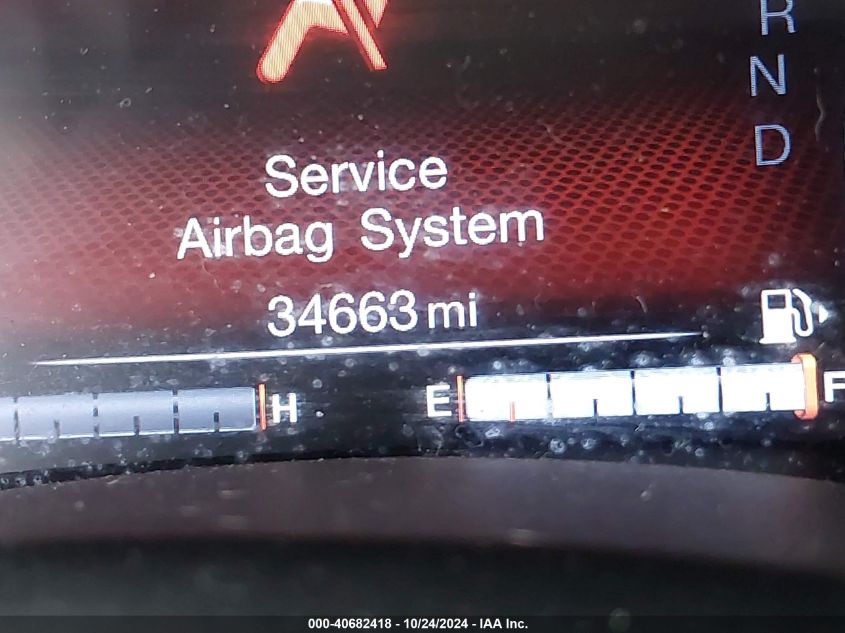 R
N
D
Service
Airbag System
34663 mi
H E F
000-40682418 - 10/24/2024 - IAA Inc.